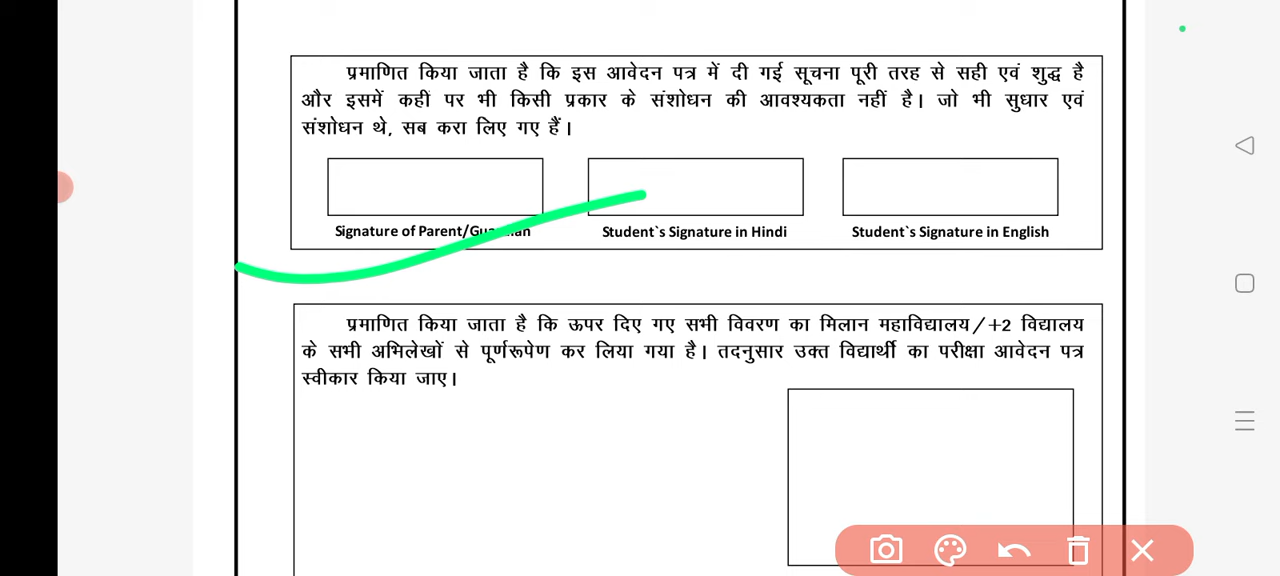 प्रमाणित किया जाता है कि इस आवेदन पत्र में दी गई सूचना पूरी तरह से सही एवं शुद्ध है
और इसमें कहीं पर भी किसी प्रकार के संशोधन की आवश्यकता नहीं है। जो भी सुधार एवं
संशोधन थे, सब करा लिए गए हैं।
Signature of Parent/Guardian
Student`s Signature in Hindi
Student`s Signature in English
प्रमाणित किया जाता है कि ऊपर दिए गए सभी विवरण का मिलान महाविद्यालय/+2 विद्यालय
के सभी अभिलेखों से पूर्णरूपेण कर लिया गया है। तदनुसार उक्त विद्यार्थी का परीक्षा आवेदन पत्र
स्वीकार किया जाए।